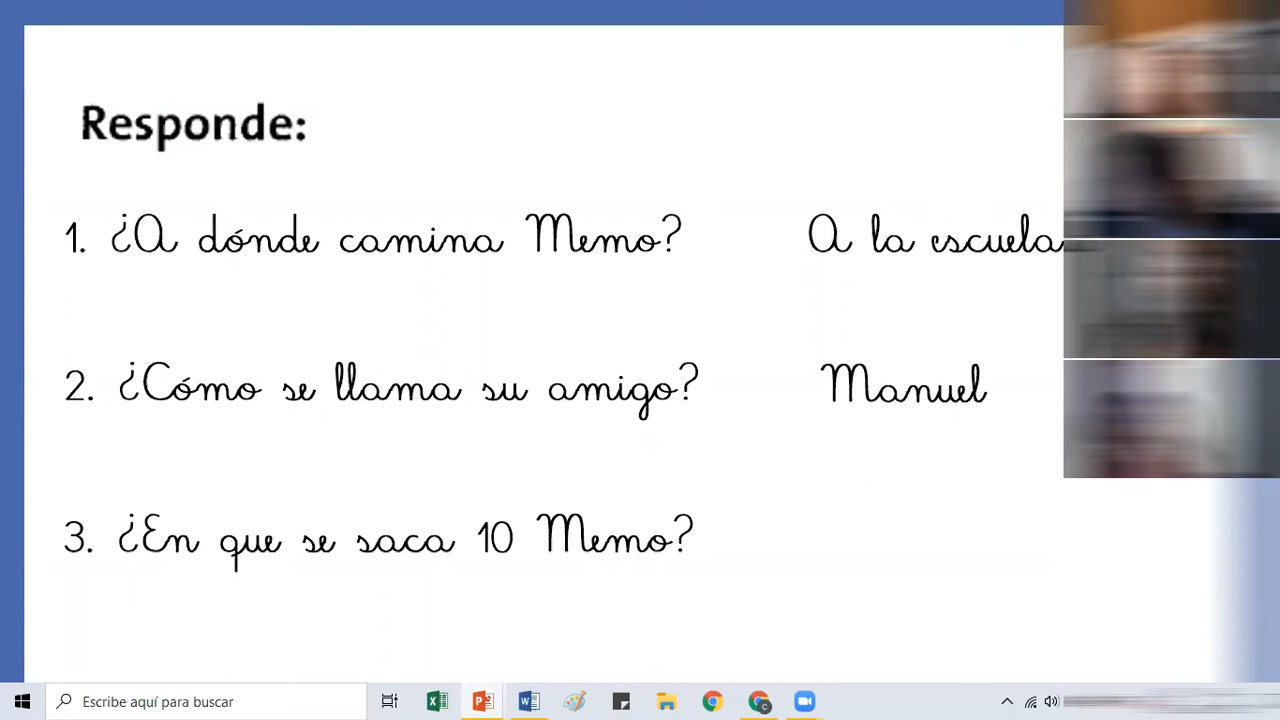 Responde:
1. ¿A dónde camina Memo? A la escuela
2. ¿Cómo se llama su amigo? Manuel
3. ¿En que se saca 10 Memo?
Escribe aquí para buscar